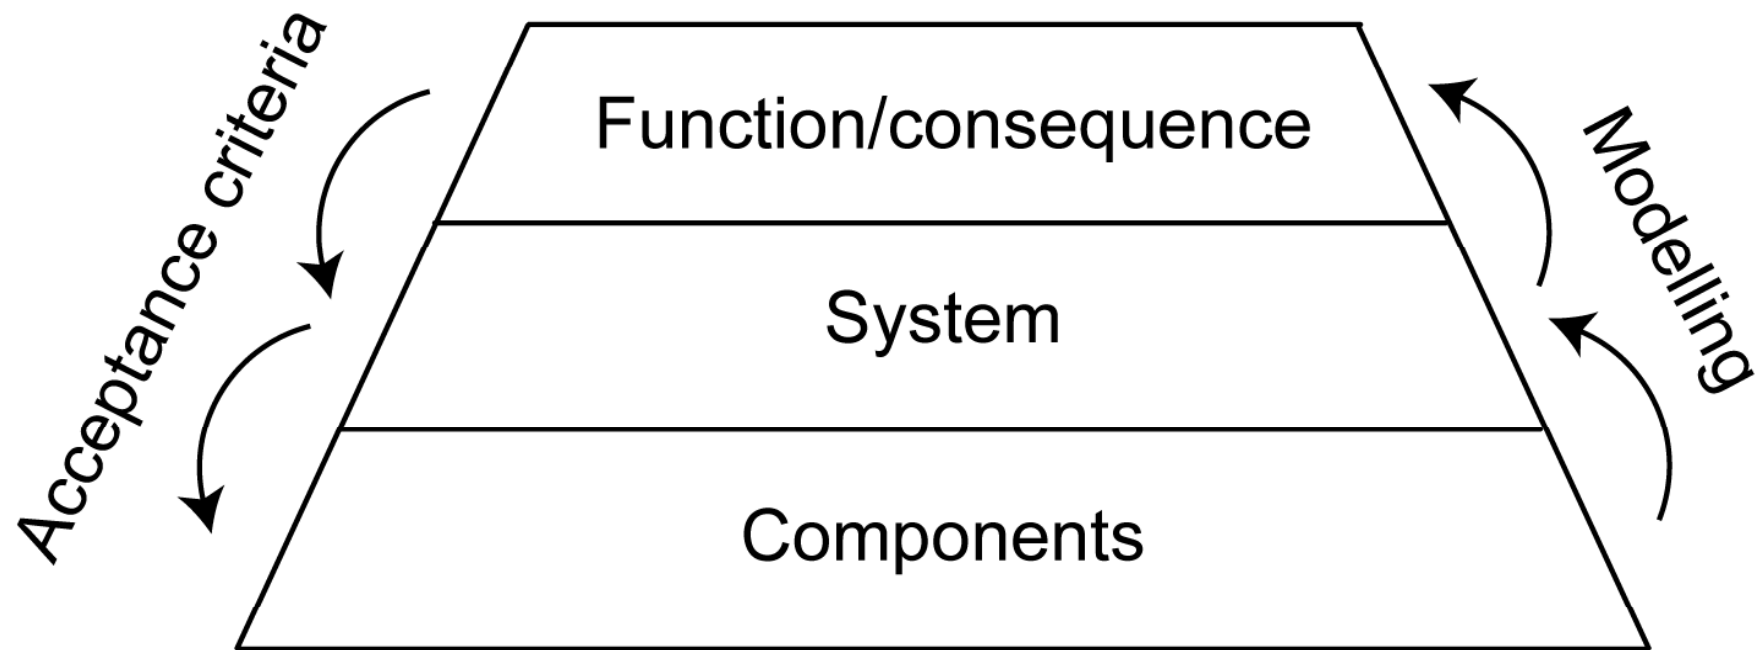 Acceptance criteria
Function/consequence
Modelling
System
Components